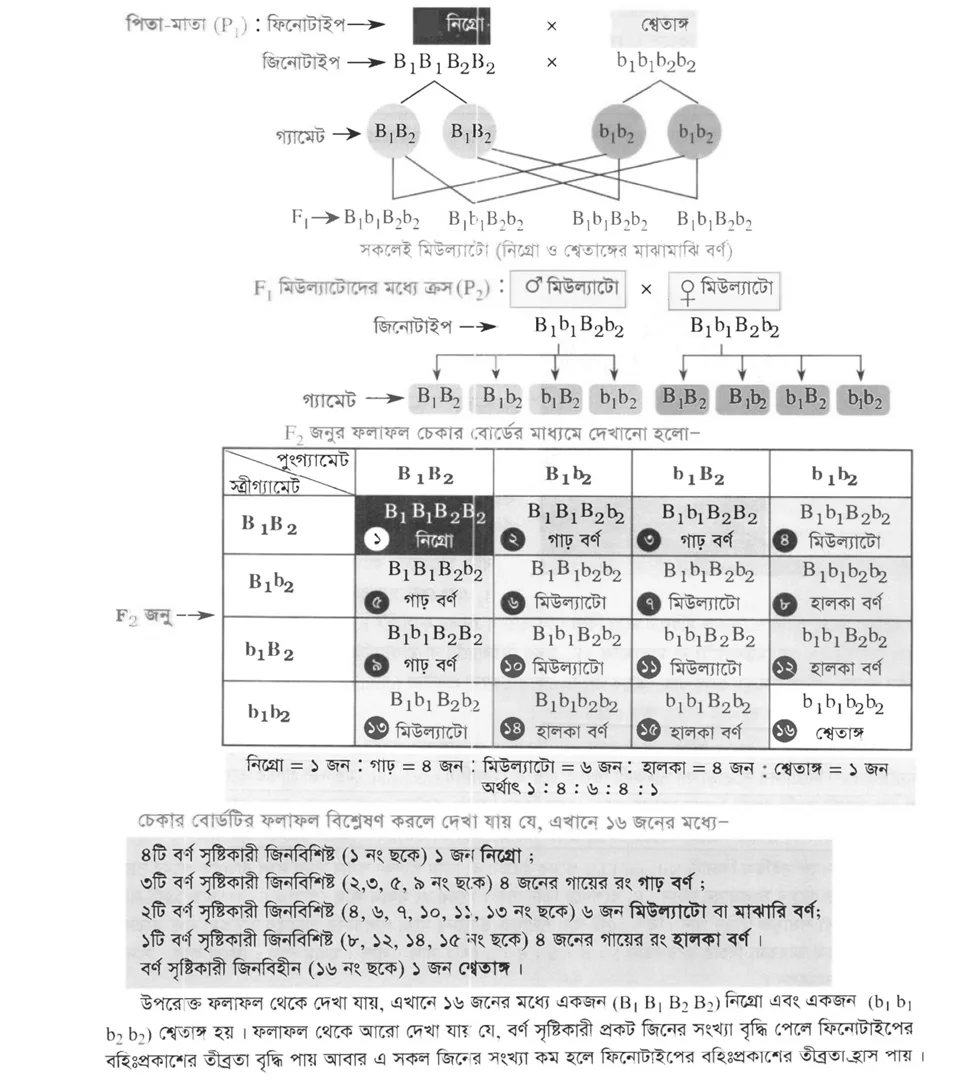 পিতা-মাতা (P₁) : ফিনোটাইপ→ নিগ্রো × শ্বেতাঙ্গ
জিনোটাইপ → B₁B₁B₂B₂ × b₁b₁b₂b₂
গ্যামেট → B₁B₂ B₁B₂ b₁b₂ b₁b₂
F₁→ B₁b₁B₂b₂ B₁b₁B₂b₂ B₁b₁B₂b₂ B₁b₁B₂b₂
সকলেই মিউল্যাটো (নিগ্রো ও শ্বেতাঙ্গের মাঝামাঝি বর্ণ)
F₁ মিউল্যাটোদের মধ্যে ক্রস (P₂) : ♂ মিউল্যাটো × ♀ মিউল্যাটো
জিনোটাইপ → B₁b₁B₂b₂ B₁b₁B₂b₂
গ্যামেট → B₁B₂ B₁b₂ b₁B₂ b₁b₂ B₁B₂ B₁b₂ b₁B₂ b₁b₂
F₂ জনুর ফলাফল চেকার বোর্ডের মাধ্যমে দেখানো হলো–
পুংগ্যামেট
স্ত্রীগ্যামেট
B₁B₂ B₁b₂ b₁B₂ b₁b₂
B₁B₂ B₁B₁B₂B₂ B₁B₁B₂b₂ B₁b₁B₂B₂ B₁b₁B₂b₂
১ নিগ্রো ২ গাঢ় বর্ণ ৩ গাঢ় বর্ণ ৪ মিউল্যাটো
B₁b₂ B₁B₁B₂b₂ B₁B₁b₂b₂ B₁b₁B₂b₂ B₁b₁b₂b₂
৫ গাঢ় বর্ণ ৬ মিউল্যাটো ৭ মিউল্যাটো ৮ হালকা বর্ণ
F₂ জনু →
b₁B₂ B₁b₁B₂B₂ B₁b₁B₂b₂ b₁b₁B₂B₂ b₁b₁B₂b₂
৯ গাঢ় বর্ণ ১০ মিউল্যাটো ১১ মিউল্যাটো ১২ হালকা বর্ণ
b₁b₂ B₁b₁B₂b₂ B₁b₁b₂b₂ b₁b₁B₂b₂ b₁b₁b₂b₂
১৩ মিউল্যাটো ১৪ হালকা বর্ণ ১৫ হালকা বর্ণ ১৬ শ্বেতাঙ্গ
নিগ্রো = ১ জন : গাঢ় = ৪ জন : মিউল্যাটো = ৬ জন : হালকা = ৪ জন : শ্বেতাঙ্গ = ১ জন
অর্থাৎ ১ : ৪ : ৬ : ৪ : ১
চেকার বোর্ডটির ফলাফল বিশ্লেষণ করলে দেখা যায় যে, এখানে ১৬ জনের মধ্যে–
৪টি বর্ণ সৃষ্টিকারী জিনবিশিষ্ট (১ নং ছকে) ১ জন নিগ্রো ;
৩টি বর্ণ সৃষ্টিকারী জিনবিশিষ্ট (২,৩, ৫, ৯ নং ছকে) ৪ জনের গায়ের রং গাঢ় বর্ণ ;
২টি বর্ণ সৃষ্টিকারী জিনবিশিষ্ট (৪, ৬, ৭, ১০, ১১, ১৩ নং ছকে) ৬ জন মিউল্যাটো বা মাঝারি বর্ণ;
১টি বর্ণ সৃষ্টিকারী জিনবিশিষ্ট (৮, ১২, ১৪, ১৫ নং ছকে) ৪ জনের গায়ের রং হালকা বর্ণ ।
বর্ণ সৃষ্টিকারী জিনবিহীন (১৬ নং ছকে) ১ জন শ্বেতাঙ্গ ।
উপরোক্ত ফলাফল থেকে দেখা যায়, এখানে ১৬ জনের মধ্যে একজন (B₁ B₁ B₂ B₂) নিগ্রো এবং একজন (b₁ b₁
b₂ b₂) শ্বেতাঙ্গ হয় । ফলাফল থেকে আরো দেখা যায় যে, বর্ণ সৃষ্টিকারী প্রকট জিনের সংখ্যা বৃদ্ধি পেলে ফিনোটাইপের
বহিঃপ্রকাশের তীব্রতা বৃদ্ধি পায় আবার এ সকল জিনের সংখ্যা কম হলে ফিনোটাইপের বহিঃপ্রকাশের তীব্রতা হ্রাস পায় ।